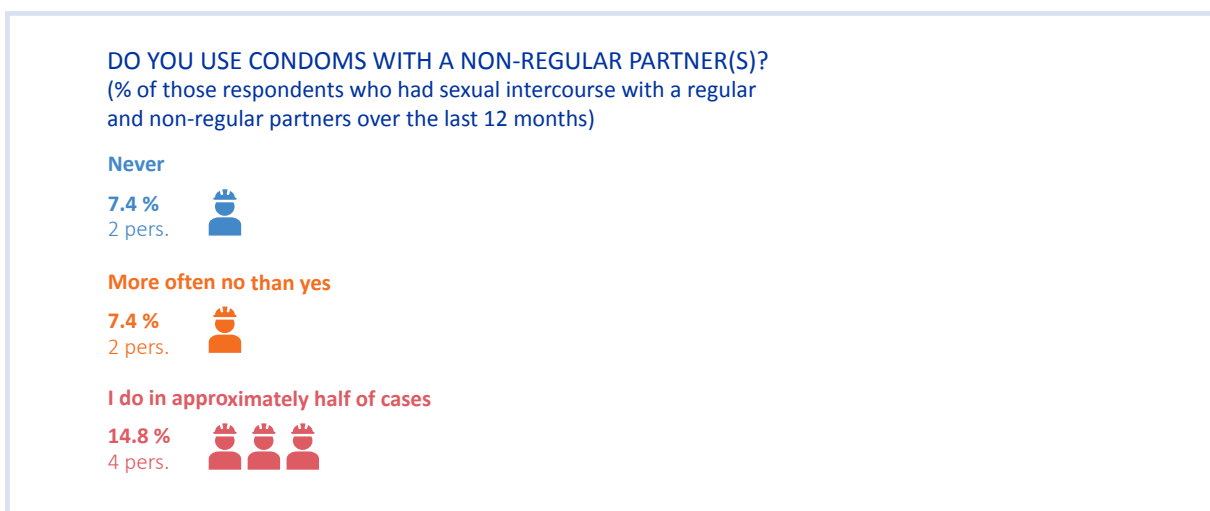 DO YOU USE CONDOMS WITH A NON-REGULAR PARTNER(S)?
(% of those respondents who had sexual intercourse with a regular
and non-regular partners over the last 12 months)
Never
7.4 %
2 pers.
More often no than yes
7.4 %
2 pers.
I do in approximately half of cases
14.8 %
4 pers.